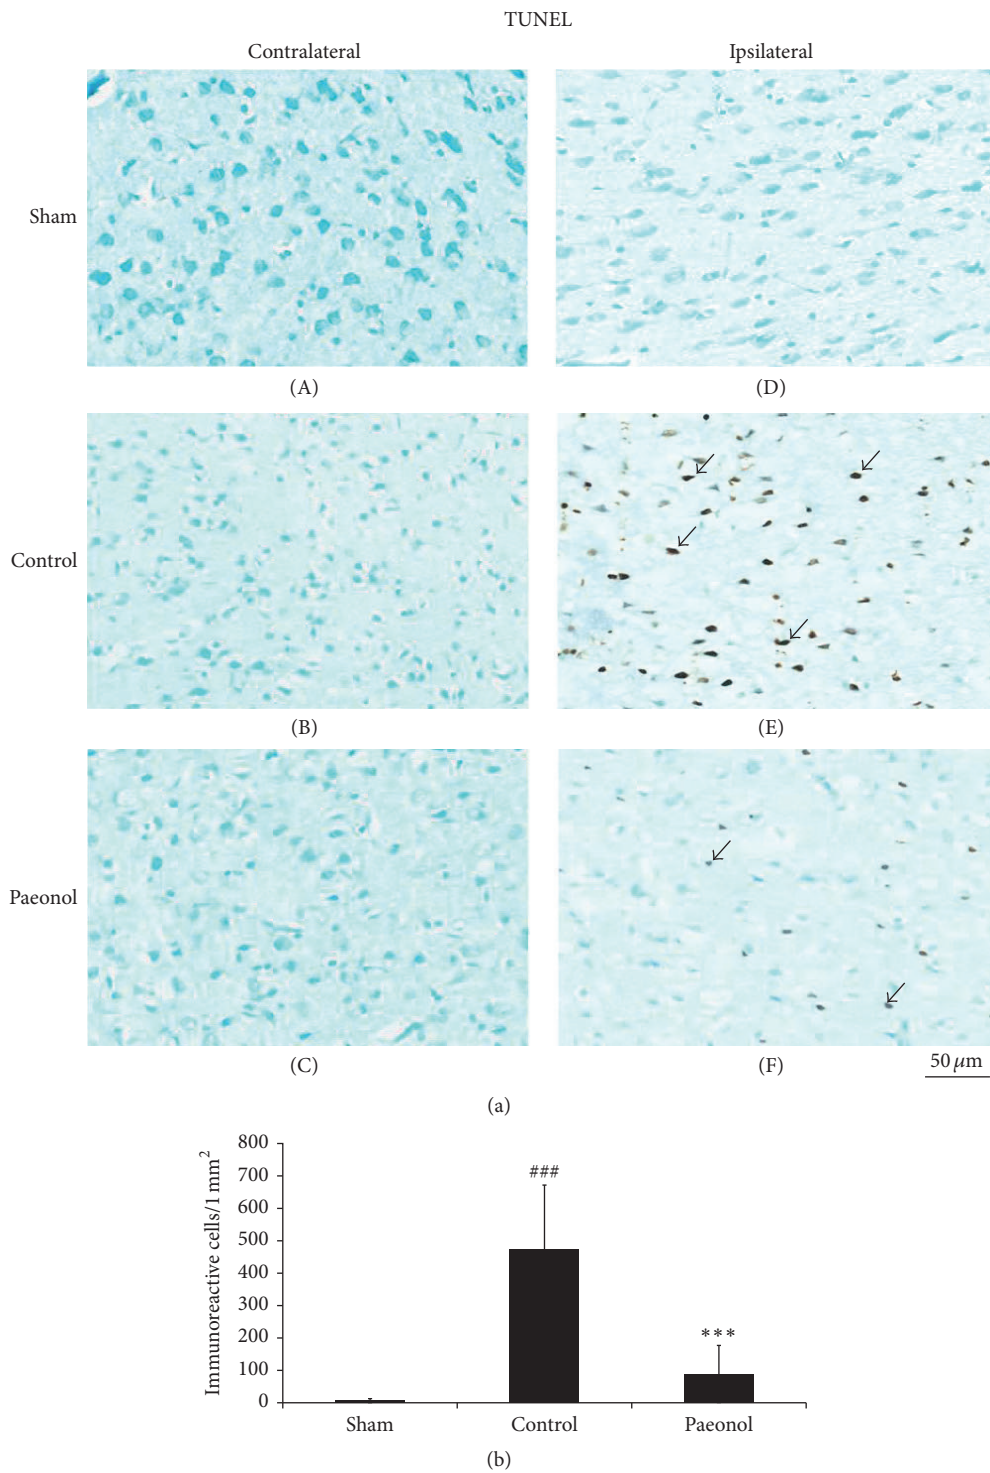 TUNEL
Contralateral Ipsilateral
Sham
(A) (D)
Control
(B) (E)
Paeonol
(C) (F)
50 μm
(a)
Immunoreactive cells/1 mm²
800
700
600
500
400
300
200
100
0
###
***
Sham Control Paeonol
(b)